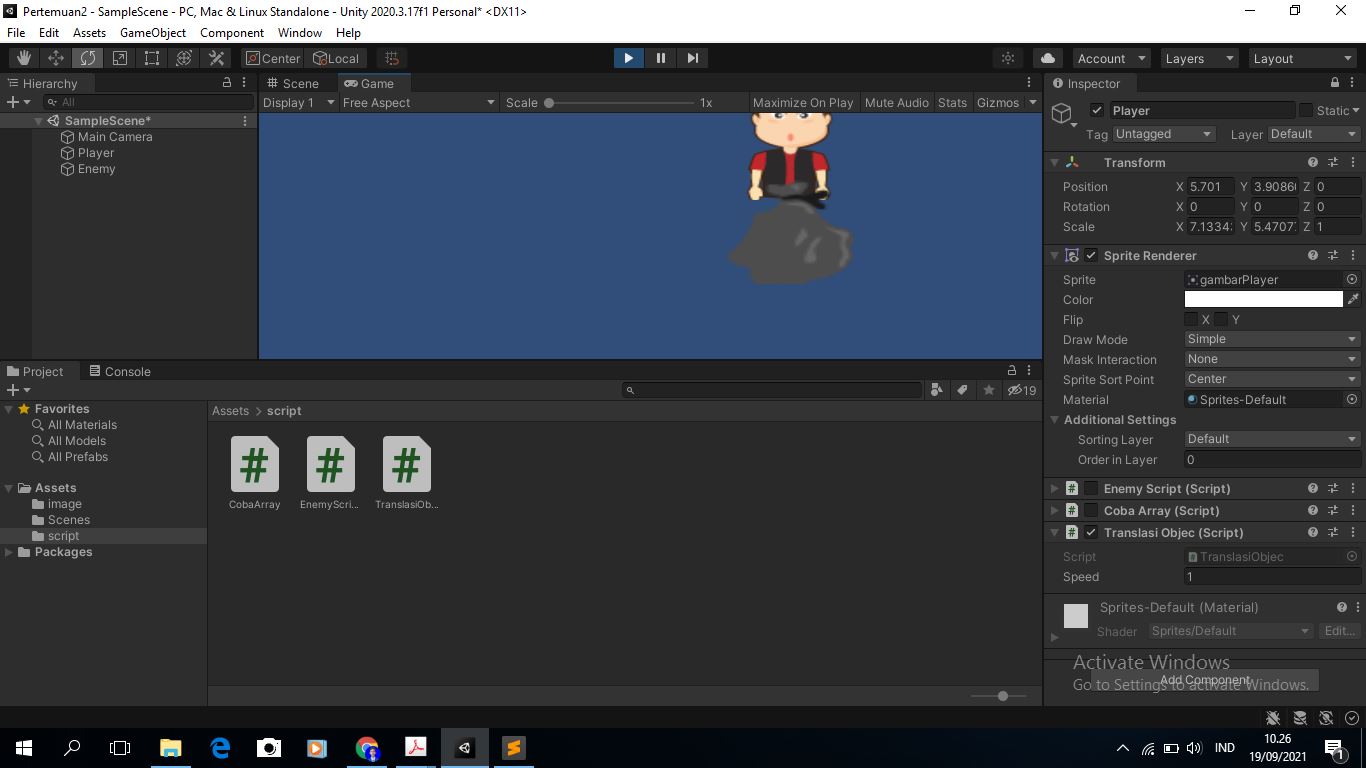 Pertemuan2 - SampleScene - PC, Mac & Linux Standalone - Unity 2020.3.17f1 Personal* <DX11>
File Edit Assets GameObject Component Window Help
Center Local Account Layers Layout
Hierarchy
All
SampleScene*
Main Camera
Player
Enemy
Scene Game
Display 1 Free Aspect Scale 1x Maximize On Play Mute Audio Stats Gizmos
Inspector
Player Static
Tag Untagged Layer Default
Transform
Position X 5.701 Y 3.9086 Z 0
Rotation X 0 Y 0 Z 0
Scale X 7.1334 Y 5.4707 Z 1
Sprite Renderer
Sprite gambarPlayer
Color
Flip X Y
Draw Mode Simple
Mask Interaction None
Sprite Sort Point Center
Material Sprites-Default
Additional Settings
Sorting Layer Default
Order in Layer 0
Enemy Script (Script)
Coba Array (Script)
Translasi Objec (Script)
Script TranslasiObjec
Speed 1
Sprites-Default (Material)
Shader Sprites/Default Edit...
Add Component
Activate Windows
Go to Settings to activate Windows.
Project Console
19
Favorites
All Materials
All Models
All Prefabs
Assets
image
Scenes
script
Packages
Assets > script
CobaArray EnemyScri... TranslasiOb...
IND
10.26
19/09/2021
1